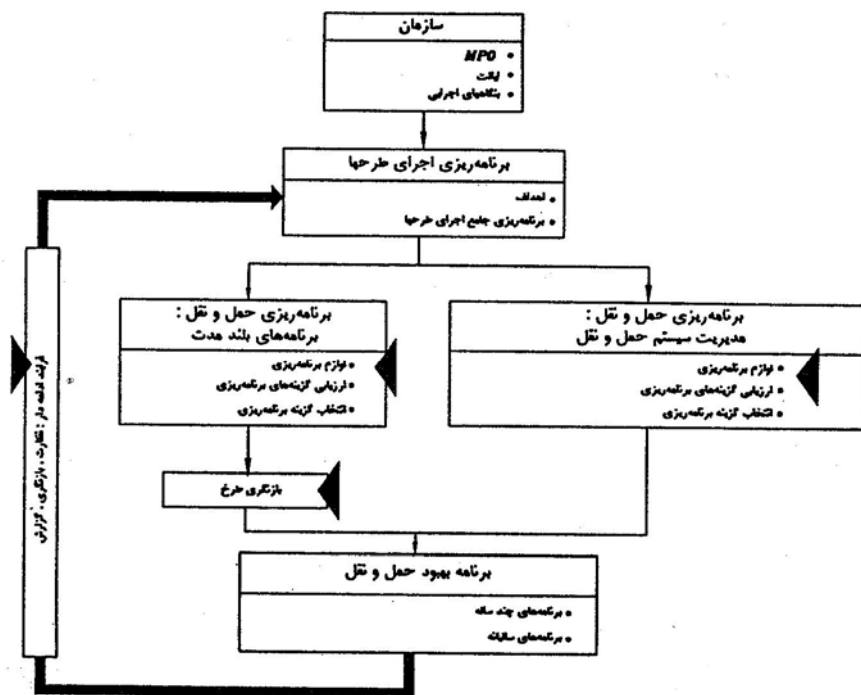 سازمان
• MPO
• ایالت
• بنگاههای اجرایی
برنامه‌ریزی اجرای طرحها
• اهداف
• برنامه‌ریزی جامع اجرای طرحها
برنامه‌ریزی حمل و نقل :
مدیریت سیستم حمل و نقل
• لوازم برنامه‌ریزی
• ارزیابی گزینه‌های برنامه‌ریزی
• انتخاب گزینه برنامه‌ریزی
برنامه‌ریزی حمل و نقل :
برنامه‌های بلند مدت
• لوازم برنامه‌ریزی
• ارزیابی گزینه‌های برنامه‌ریزی
• انتخاب گزینه برنامه‌ریزی
بازنگری طرح
برنامه بهبود حمل و نقل
• برنامه‌های چند ساله
• برنامه‌های سالیانه
فرایند ادامه دار : نظارت ، بازنگری ، گزارش